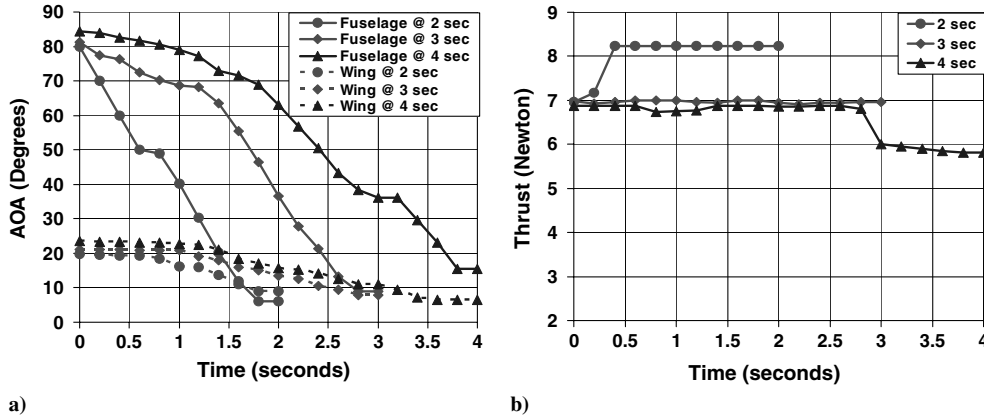 AOA (Degrees)
90
80
70
60
50
40
30
20
10
0
0
0.5
1
1.5
2
2.5
3
3.5
4
Time (seconds)
Fuselage @ 2 sec
Fuselage @ 3 sec
Fuselage @ 4 sec
Wing @ 2 sec
Wing @ 3 sec
Wing @ 4 sec
a)
Thrust (Newton)
9
8
7
6
5
4
3
2
0
0.5
1
1.5
2
2.5
3
3.5
4
Time (seconds)
2 sec
3 sec
4 sec
b)